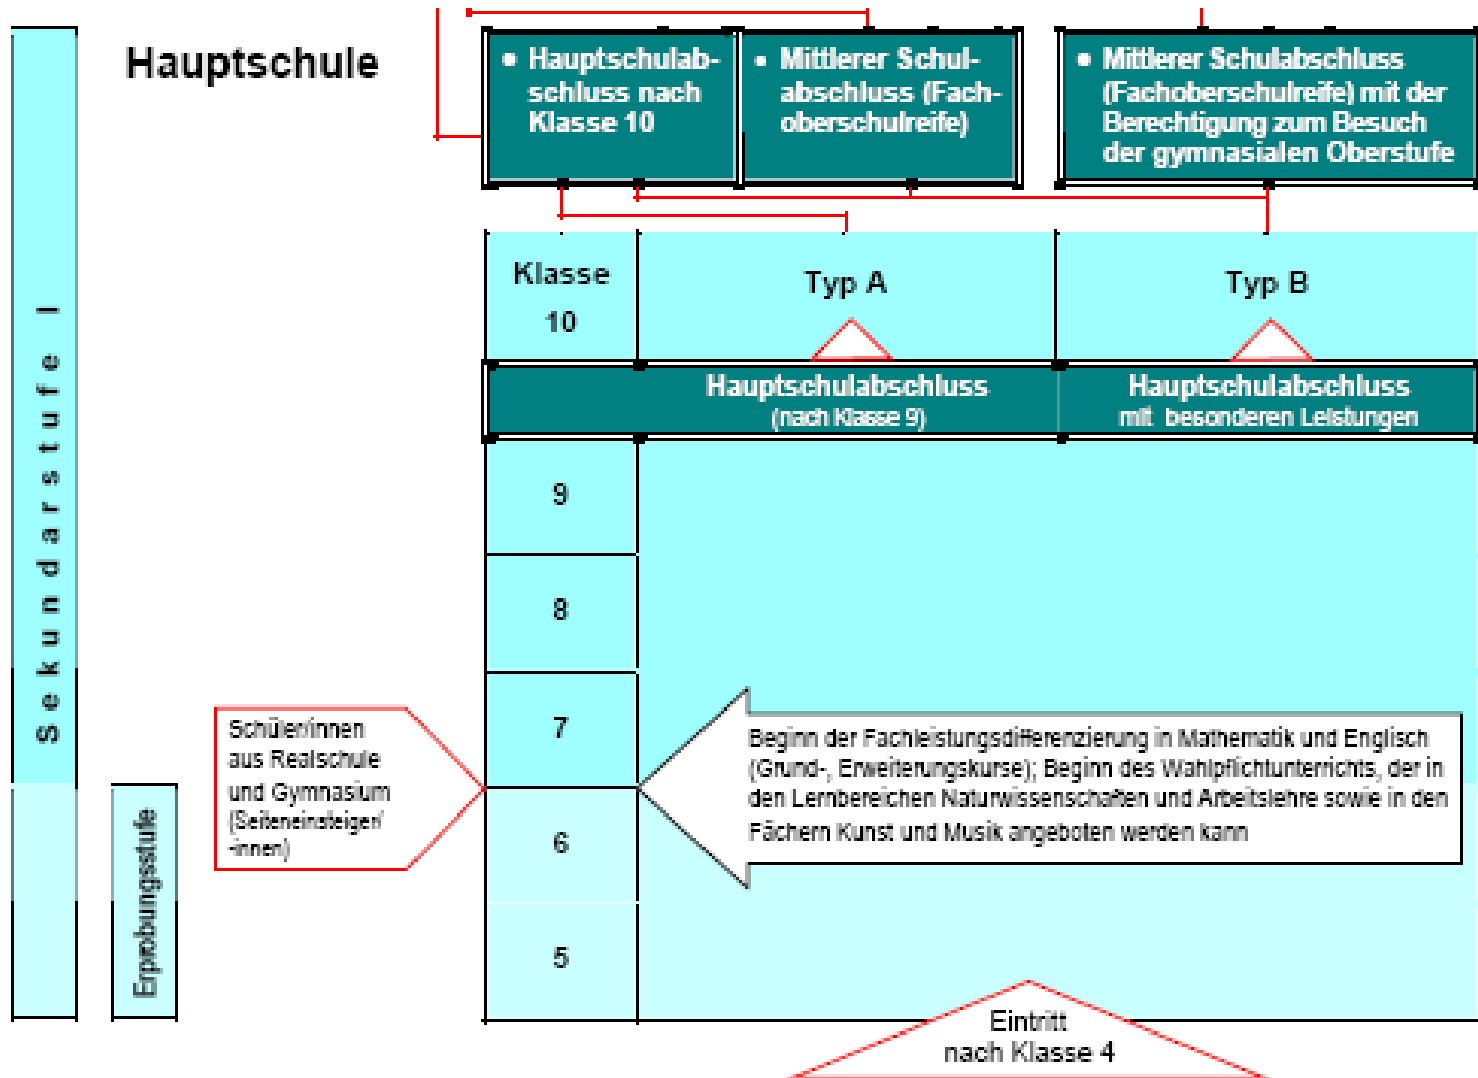 Hauptschule
• Hauptschulab-
schluss nach
Klasse 10
• Mittlerer Schul-
abschluss (Fach-
oberschulreife)
• Mittlerer Schulabschluss
(Fachoberschulreife) mit der
Berechtigung zum Besuch
der gymnasialen Oberstufe
Klasse
10
Typ A
Typ B
Hauptschulabschluss
(nach Klasse 9)
Hauptschulabschluss
mit besonderen Leistungen
Sekundarstufe I
9
8
7
6
5
Schüler/innen
aus Realschule
und Gymnasium
(Seiteneinsteiger/
-innen)
Beginn der Fachleistungsdifferenzierung in Mathematik und Englisch
(Grund-, Erweiterungskurse); Beginn des Wahlpflichtunterrichts, der in
den Lernbereichen Naturwissenschaften und Arbeitslehre sowie in den
Fächern Kunst und Musik angeboten werden kann
Erprobungsstufe
Eintritt
nach Klasse 4